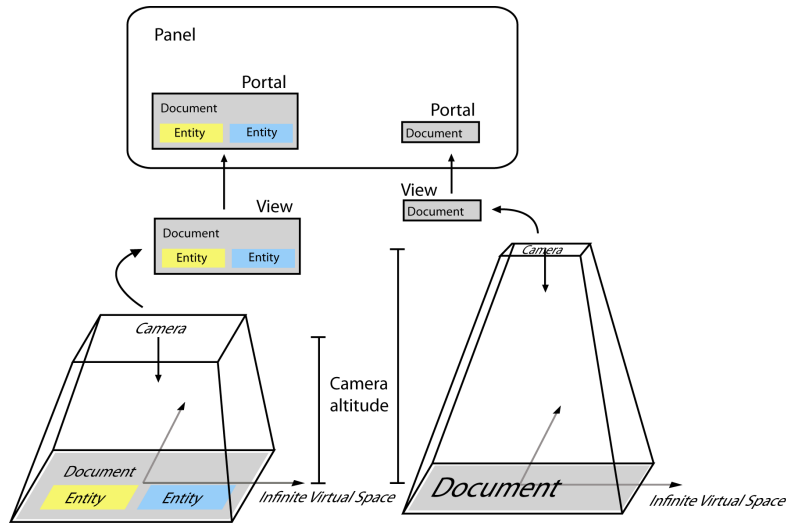 Panel
Portal
Document
Entity Entity
Portal
Document
View
Document
Entity Entity
View
Document
Camera
Camera
Camera
altitude
Document
Entity Entity
Infinite Virtual Space
Document
Infinite Virtual Space